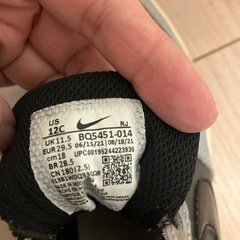 US
12C
RJ
UK 11.5 BQ5451-014
EUR 29.5 06/15/21 08/18/21
cm 18 UPC00195244223930
BR 28.5
CN 180(2.5)